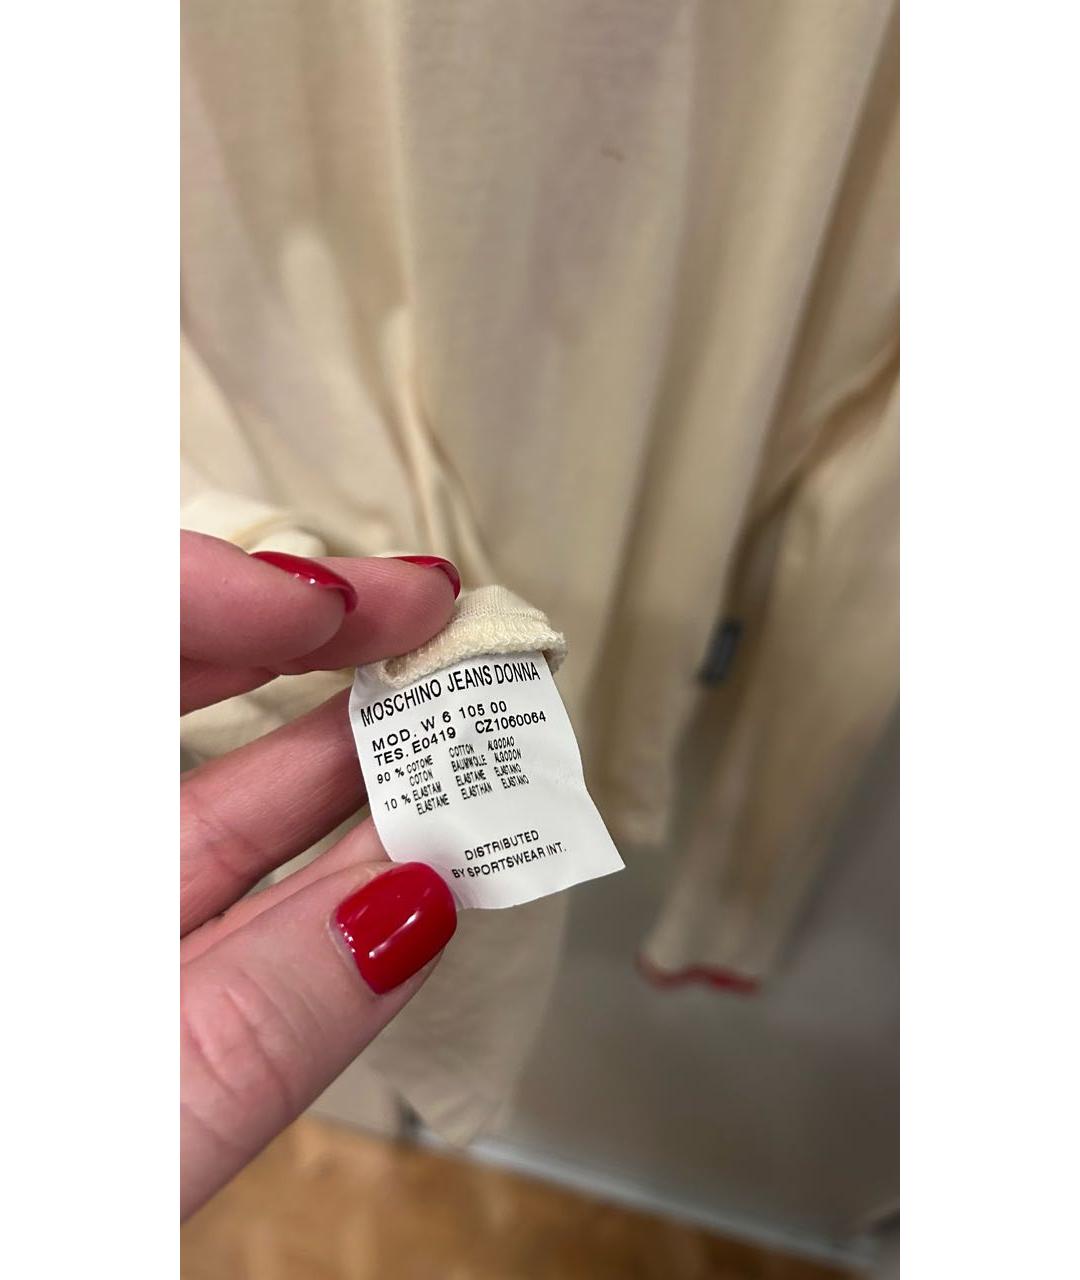 MOSCHINO JEANS DONNA
MOD. W 6 105 00
TES. E0419 CZ1060064
90 % COTONE COTTON ALGODAO
COTON BAUMWOLLE ALGODON
10 % ELASTAM ELASTANE ELASTANO
ELASTANE ELASTHAN ELASTANO
DISTRIBUTED
BY SPORTSWEAR INT.